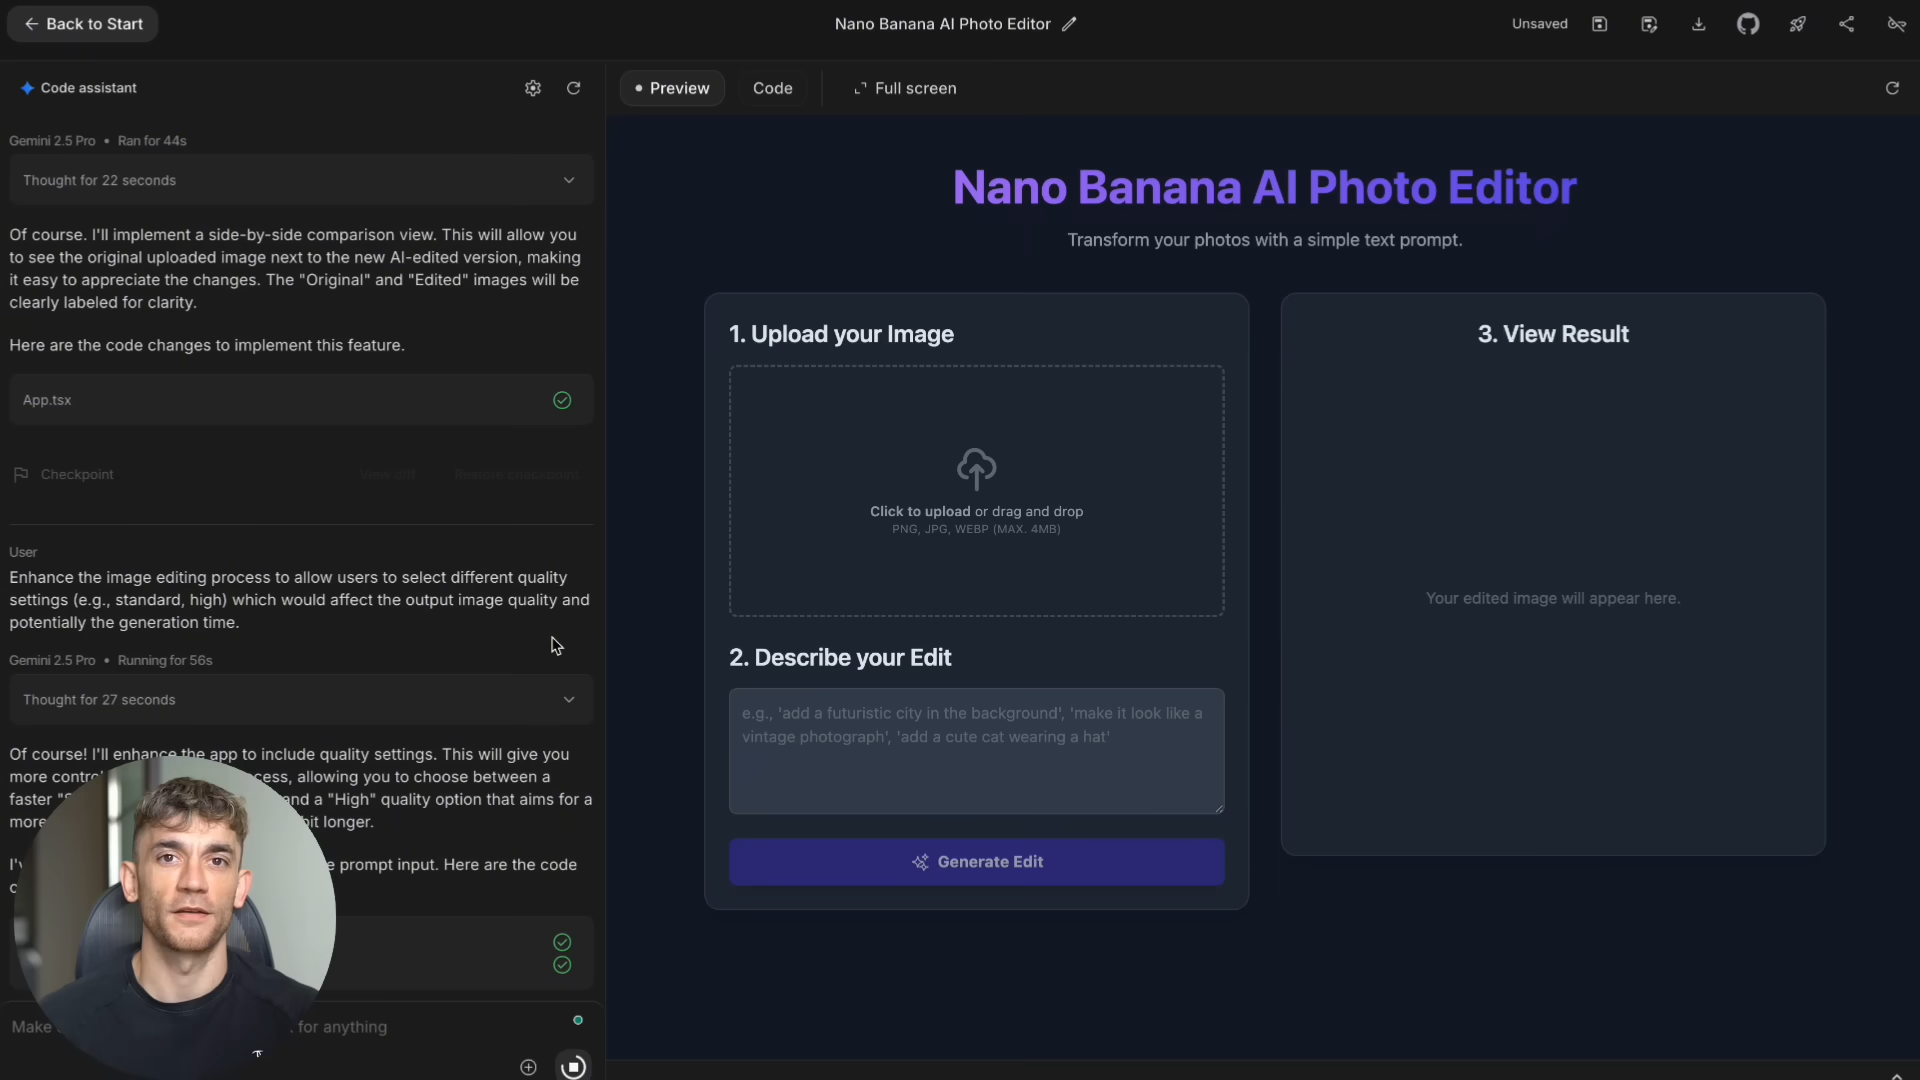 Back to Start
Nano Banana AI Photo Editor
Unsaved
Code assistant
Preview
Code
Full screen
Gemini 2.5 Pro • Ran for 44s
Thought for 22 seconds
Of course. I'll implement a side-by-side comparison view. This will allow you
to see the original uploaded image next to the new AI-edited version, making
it easy to appreciate the changes. The "Original" and "Edited" images will be
clearly labeled for clarity.
Here are the code changes to implement this feature.
App.tsx
Checkpoint
View diff
Restore checkpoint
User
Enhance the image editing process to allow users to select different quality
settings (e.g., standard, high) which would affect the output image quality and
potentially the generation time.
Gemini 2.5 Pro • Running for 56s
Thought for 27 seconds
Of course! I'll enhance the app to include quality settings. This will give you
more control
allowing you to choose between a
faster
and a "High" quality option that aims for a
more
bit longer.
prompt input. Here are the code
Make
for anything
Nano Banana AI Photo Editor
Transform your photos with a simple text prompt.
1. Upload your Image
Click to upload or drag and drop
PNG, JPG, WEBP (MAX. 4MB)
2. Describe your Edit
e.g., 'add a futuristic city in the background', 'make it look like a
vintage photograph', 'add a cute cat wearing a hat'
Generate Edit
3. View Result
Your edited image will appear here.